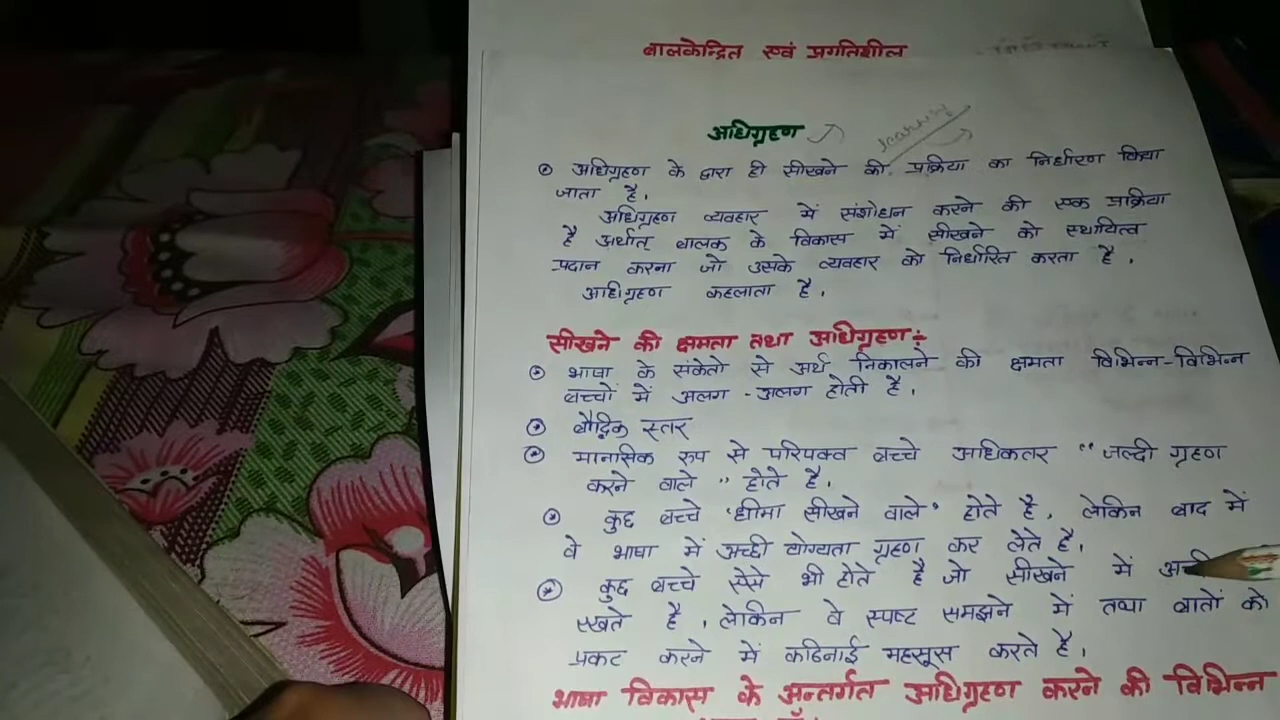 बालकेन्द्रित एवं प्रगतिशील
अधिग्रहण
learning
⊙ अधिग्रहण के द्वारा ही सीखने की प्रक्रिया का निर्धारण किया
जाता है.
अधिग्रहण व्यवहार में संशोधन करने की एक प्रक्रिया
है अर्थात् बालक के विकास में सीखने को स्थायित्व
प्रदान करना जो उसके व्यवहार को निर्धारित करता है.
अधिग्रहण कहलाता है.
सीखने की क्षमता तथा अधिग्रहण ÷
⊙ भाषा के संकेतो से अर्थ निकालने की क्षमता विभिन्न-विभिन्न
बच्चों में अलग-अलग होती है.
⊙ बौद्धिक स्तर
⊙ मानसिक रुप से परिपक्व बच्चे अधिकतर "जल्दी ग्रहण
करने वाले" होते है.
⊙ कुछ बच्चे 'धीमा सीखने वाले' होते है, लेकिन बाद में
वे भाषा में अच्छी योग्यता ग्रहण कर लेते है.
⊙ कुछ बच्चे ऐसे भी होते है जो सीखने में
रखते है, लेकिन वे स्पष्ट समझने में तथा बातों को
प्रकट करने में कठिनाई महसूस करते है.
भाषा विकास के अन्तर्गत अधिग्रहण करने की विभिन्न